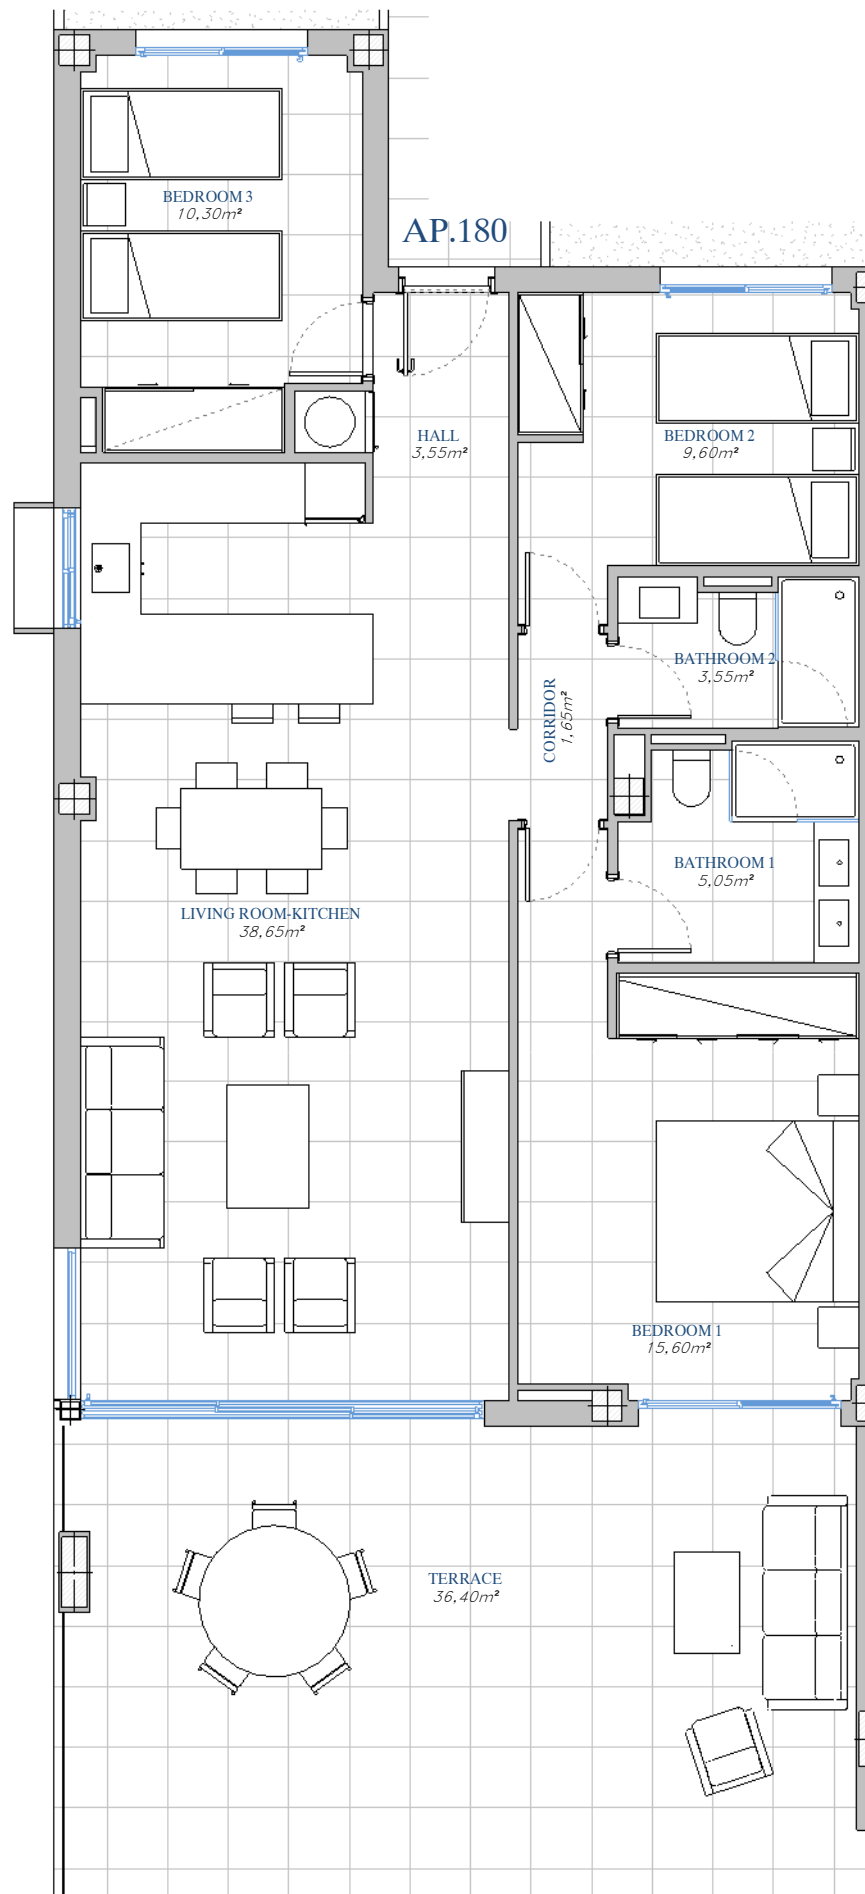 BEDROOM 3
10,30m²
AP.180
HALL
3,55m²
BEDROOM 2
9,60m²
BATHROOM 2
3,55m²
CORRIDOR
1,65m²
BATHROOM 1
5,05m²
LIVING ROOM-KITCHEN
38,65m²
BEDROOM 1
15,60m²
TERRACE
36,40m²